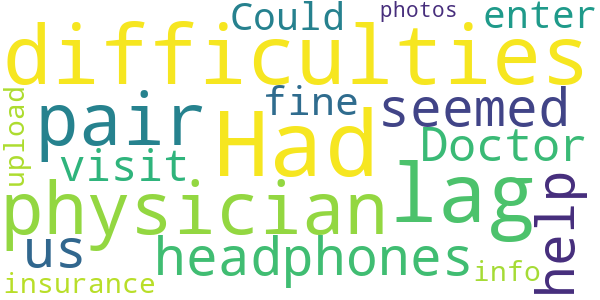 Could
photos
enter
difficulties
pair
fine
seemed
Had
upload
visit
Doctor
physician
lag
help
us
headphones
insurance
info